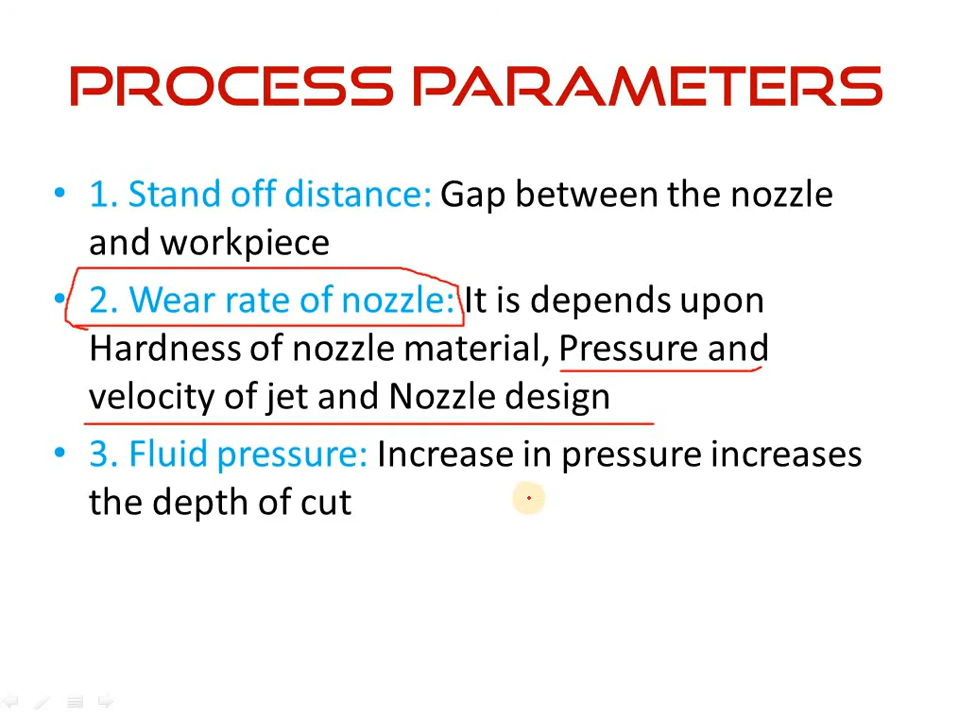 PROCESS PARAMETERS
• 1. Stand off distance: Gap between the nozzle
and workpiece
• 2. Wear rate of nozzle: It is depends upon
Hardness of nozzle material, Pressure and
velocity of jet and Nozzle design
• 3. Fluid pressure: Increase in pressure increases
the depth of cut